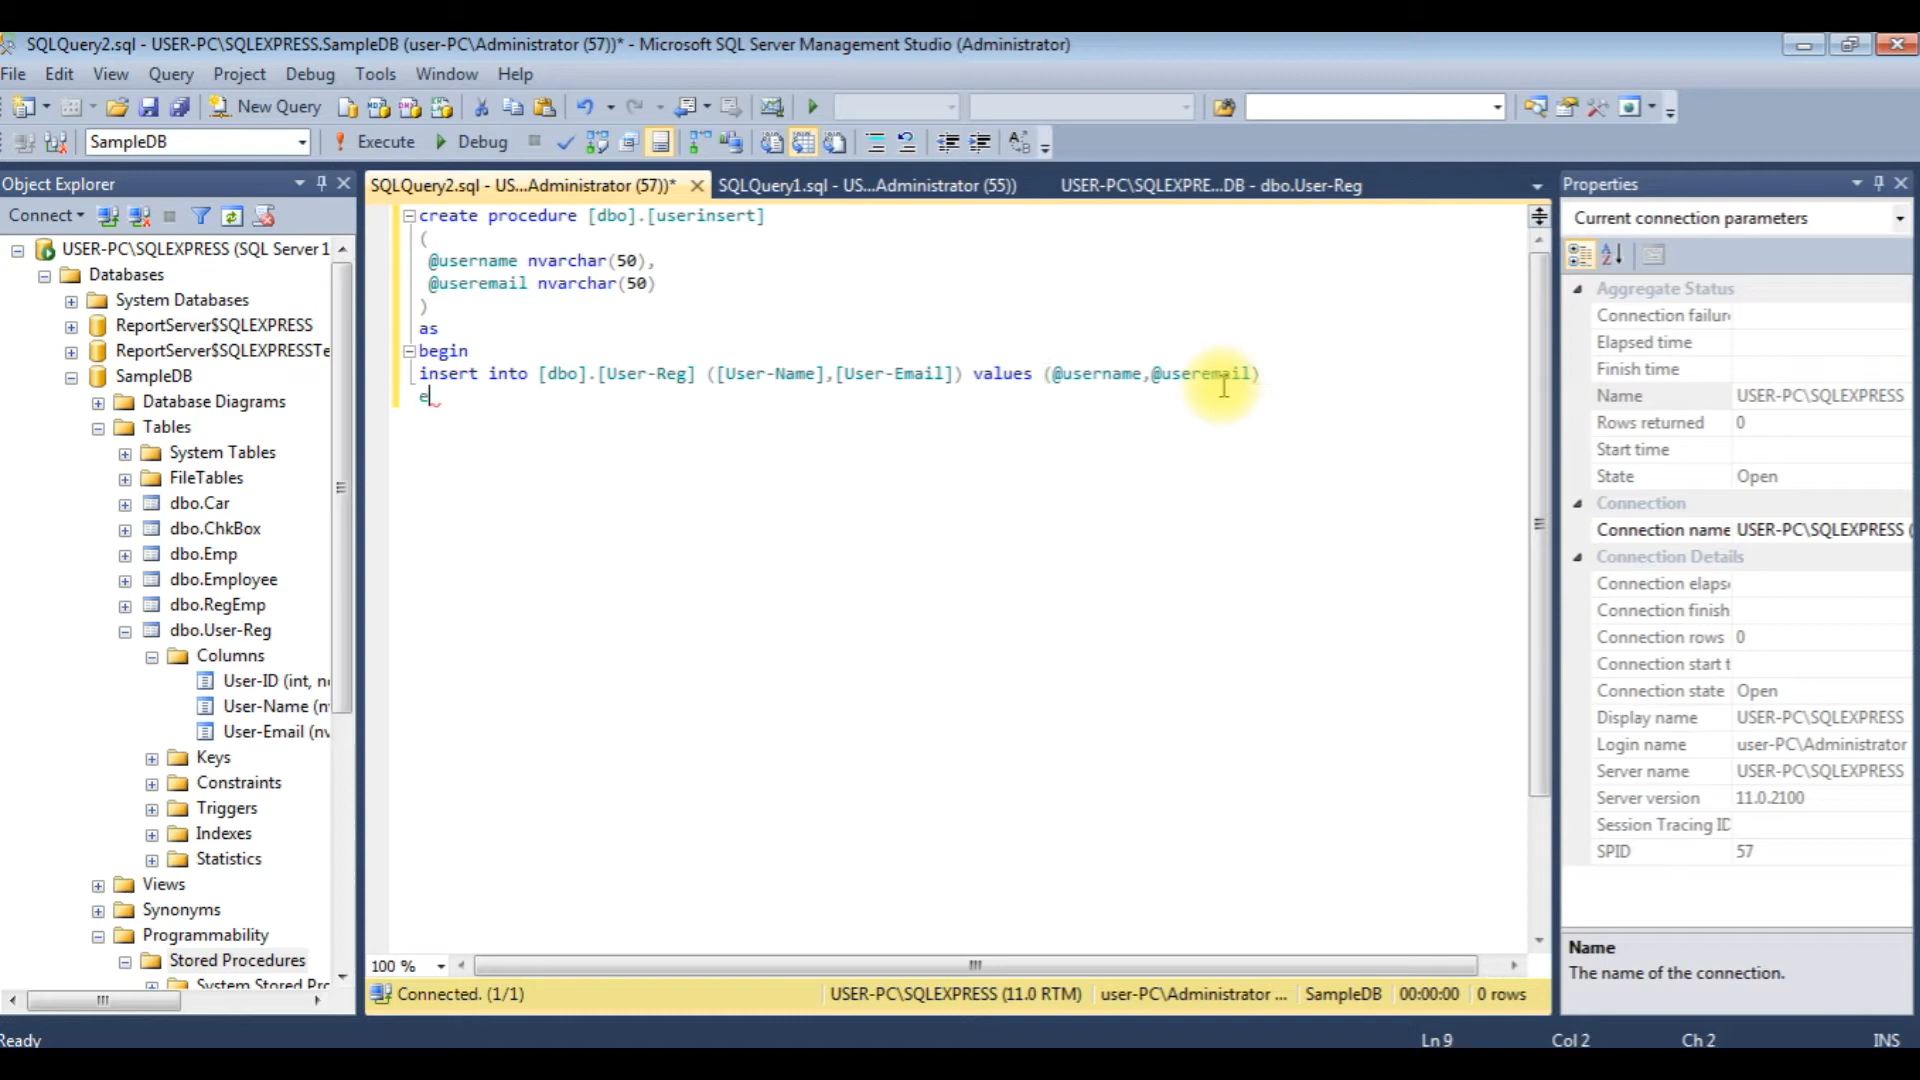 SQLQuery2.sql - USER-PC\SQLEXPRESS.SampleDB (user-PC\Administrator (57))* - Microsoft SQL Server Management Studio (Administrator)
File Edit View Query Project Debug Tools Window Help
New Query
SampleDB Execute Debug
Object Explorer
SQLQuery2.sql - US...Administrator (57))* SQLQuery1.sql - US...Administrator (55)) USER-PC\SQLEXPRE...DB - dbo.User-Reg
Properties
Connect
USER-PC\SQLEXPRESS (SQL Server 1
Databases
System Databases
ReportServer$SQLEXPRESS
ReportServer$SQLEXPRESSTe
SampleDB
Database Diagrams
Tables
System Tables
FileTables
dbo.Car
dbo.ChkBox
dbo.Emp
dbo.Employee
dbo.RegEmp
dbo.User-Reg
Columns
User-ID (int, n
User-Name (n
User-Email (nv
Keys
Constraints
Triggers
Indexes
Statistics
Views
Synonyms
Programmability
Stored Procedures
System Stored Prc
create procedure [dbo].[userinsert]
(
@username nvarchar(50),
@useremail nvarchar(50)
)
as
begin
insert into [dbo].[User-Reg] ([User-Name],[User-Email]) values (@username,@useremail)
e
100 %
Connected. (1/1) USER-PC\SQLEXPRESS (11.0 RTM) user-PC\Administrator ... SampleDB 00:00:00 0 rows
Current connection parameters
Aggregate Status
Connection failur
Elapsed time
Finish time
Name USER-PC\SQLEXPRESS
Rows returned 0
Start time
State Open
Connection
Connection name USER-PC\SQLEXPRESS (
Connection Details
Connection elaps
Connection finish
Connection rows 0
Connection start t
Connection state Open
Display name USER-PC\SQLEXPRESS
Login name user-PC\Administrator
Server name USER-PC\SQLEXPRESS
Server version 11.0.2100
Session Tracing ID
SPID 57
Name
The name of the connection.
Ready Ln 9 Col 2 Ch 2 INS